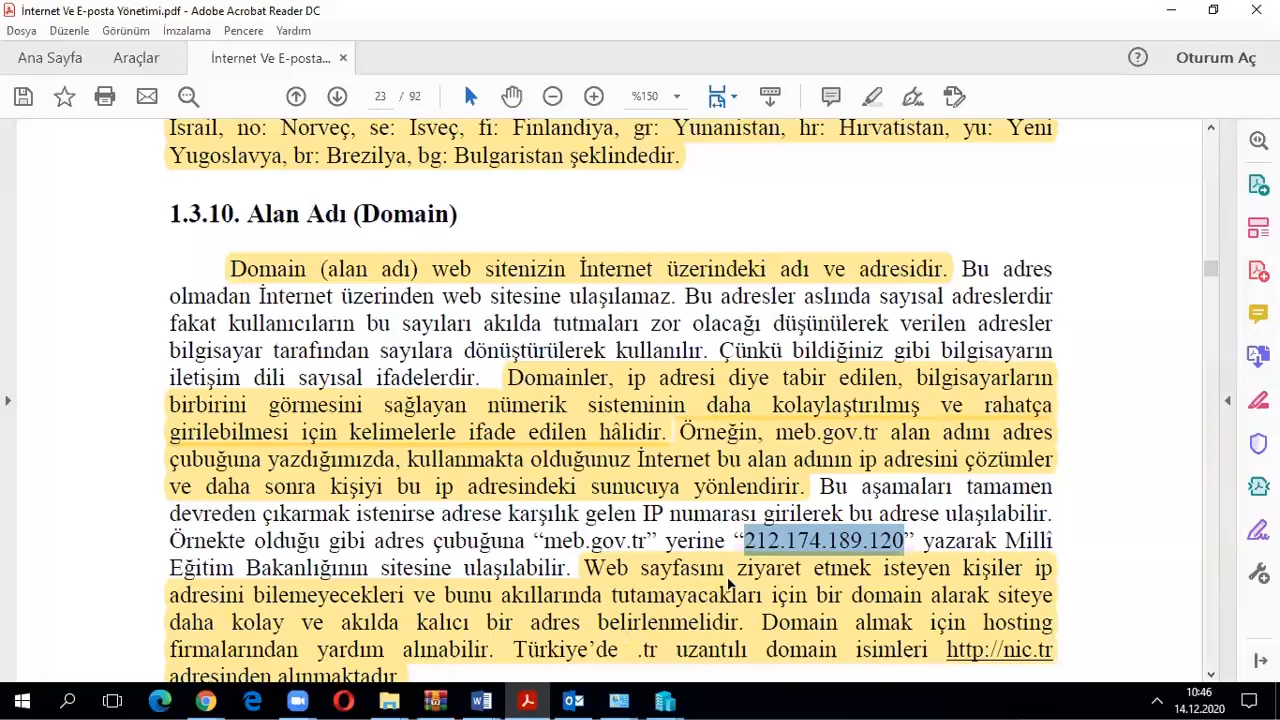 İnternet Ve E-posta Yönetimi.pdf - Adobe Acrobat Reader DC
Dosya Düzenle Görünüm İmzalama Pencere Yardım
Ana Sayfa Araçlar İnternet Ve E-posta... × ? Oturum Aç
23 / 92 %150
İsrail, no: Norveç, se: İsveç, fi: Finlandiya, gr: Yunanistan, hr: Hırvatistan, yu: Yeni
Yugoslavya, br: Brezilya, bg: Bulgaristan şeklindedir.
1.3.10. Alan Adı (Domain)
Domain (alan adı) web sitenizin İnternet üzerindeki adı ve adresidir. Bu adres
olmadan İnternet üzerinden web sitesine ulaşılamaz. Bu adresler aslında sayısal adreslerdir
fakat kullanıcıların bu sayıları akılda tutmaları zor olacağı düşünülerek verilen adresler
bilgisayar tarafından sayılara dönüştürülerek kullanılır. Çünkü bildiğiniz gibi bilgisayarın
iletişim dili sayısal ifadelerdir. Domainler, ip adresi diye tabir edilen, bilgisayarların
birbirini görmesini sağlayan nümerik sisteminin daha kolaylaştırılmış ve rahatça
girilebilmesi için kelimelerle ifade edilen hâlidir. Örneğin, meb.gov.tr alan adını adres
çubuğuna yazdığımızda, kullanmakta olduğunuz İnternet bu alan adının ip adresini çözümler
ve daha sonra kişiyi bu ip adresindeki sunucuya yönlendirir. Bu aşamaları tamamen
devreden çıkarmak istenirse adrese karşılık gelen IP numarası girilerek bu adrese ulaşılabilir.
Örnekte olduğu gibi adres çubuğuna “meb.gov.tr” yerine “212.174.189.120” yazarak Millî
Eğitim Bakanlığının sitesine ulaşılabilir. Web sayfasını ziyaret etmek isteyen kişiler ip
adresini bilemeyecekleri ve bunu akıllarında tutamayacakları için bir domain alarak siteye
daha kolay ve akılda kalıcı bir adres belirlenmelidir. Domain almak için hosting
firmalarından yardım alınabilir. Türkiye’de .tr uzantılı domain isimleri http://nic.tr
adresinden alınmaktadır.
10:46
14.12.2020